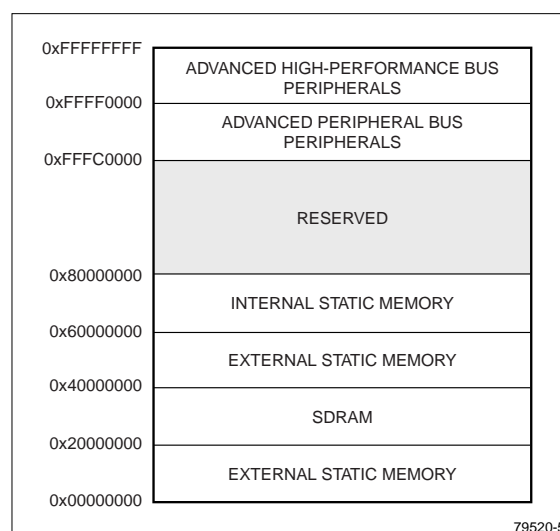 0xFFFFFFFF
ADVANCED HIGH-PERFORMANCE BUS
PERIPHERALS
0xFFFF0000
ADVANCED PERIPHERAL BUS
PERIPHERALS
0xFFFC0000
RESERVED
0x80000000
INTERNAL STATIC MEMORY
0x60000000
EXTERNAL STATIC MEMORY
0x40000000
SDRAM
0x20000000
EXTERNAL STATIC MEMORY
0x00000000